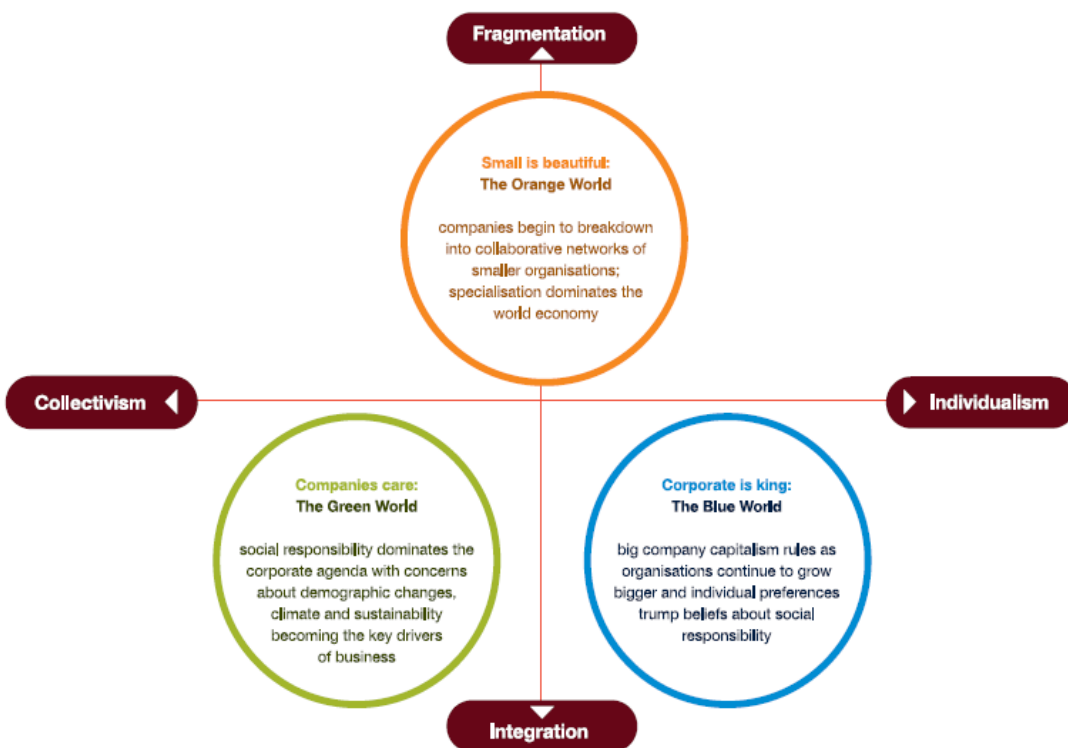 Fragmentation
Small is beautiful:
The Orange World
companies begin to breakdown
into collaborative networks of
smaller organisations;
specialisation dominates the
world economy
Collectivism
Individualism
Companies care:
The Green World
social responsibility dominates the
corporate agenda with concerns
about demographic changes,
climate and sustainability
becoming the key drivers
of business
Corporate is king:
The Blue World
big company capitalism rules as
organisations continue to grow
bigger and individual preferences
trump beliefs about social
responsibility
Integration